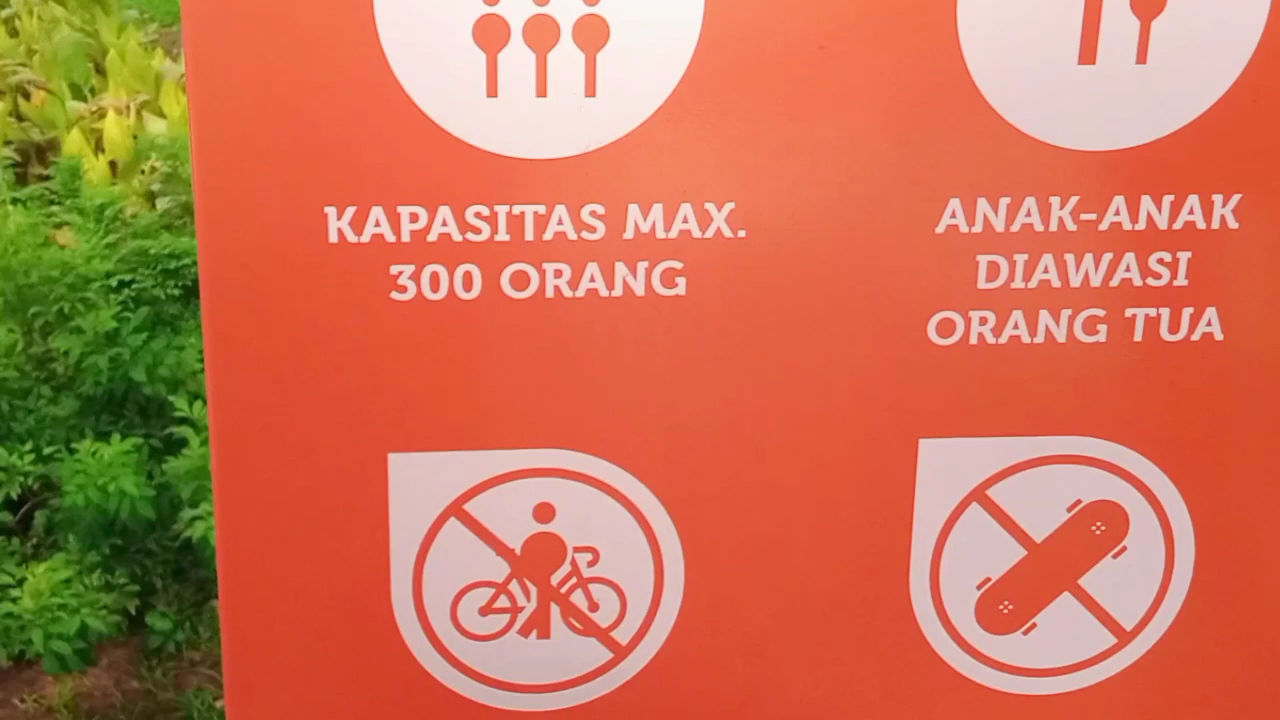 KAPASITAS MAX.
300 ORANG
ANAK-ANAK
DIAWASI
ORANG TUA